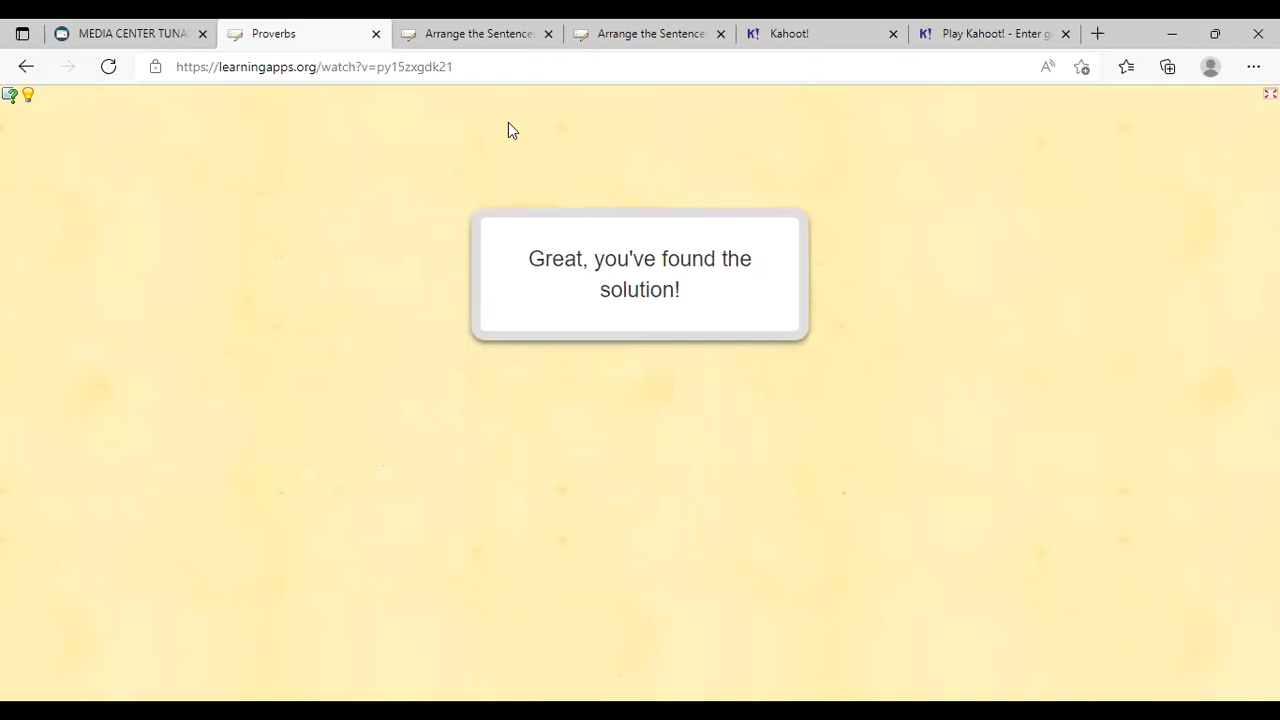 MEDIA CENTER TUNA
Proverbs
Arrange the Sentence
Arrange the Sentence
K! Kahoot!
K! Play Kahoot! - Enter g
https://learningapps.org/watch?v=py15zxgdk21
Great, you've found the
solution!